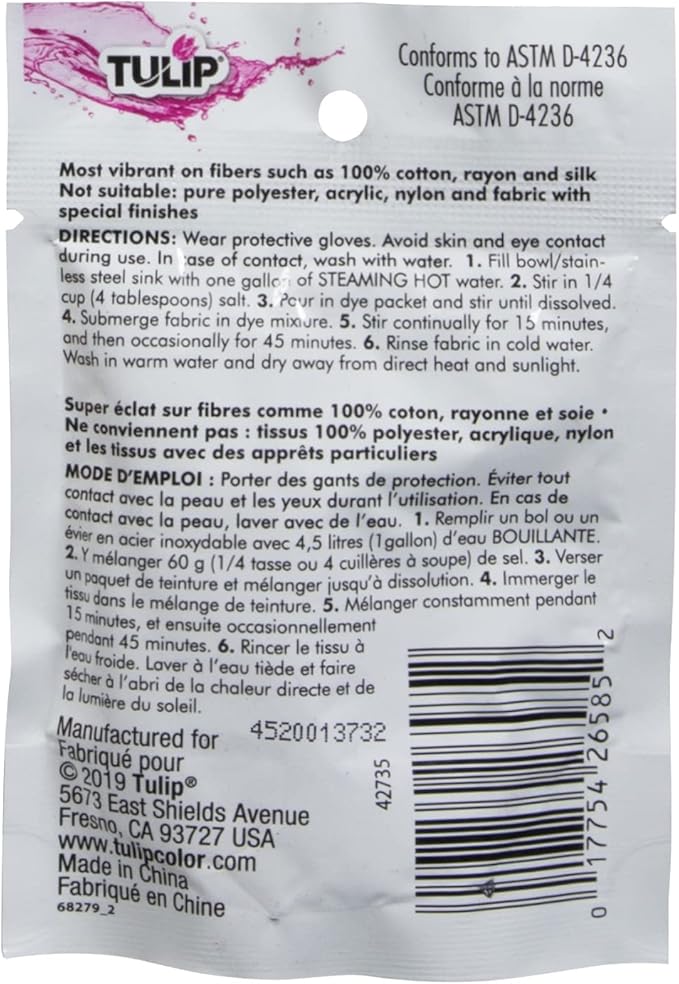 TULIP®
Conforms to ASTM D-4236
Conforme à la norme
ASTM D-4236
Most vibrant on fibers such as 100% cotton, rayon and silk
Not suitable: pure polyester, acrylic, nylon and fabric with
special finishes
DIRECTIONS: Wear protective gloves. Avoid skin and eye contact
during use. In case of contact, wash with water. 1. Fill bowl/stain-
less steel sink with one gallon of STEAMING HOT water. 2. Stir in 1/4
cup (4 tablespoons) salt. 3. Pour in dye packet and stir until dissolved.
4. Submerge fabric in dye mixture. 5. Stir continually for 15 minutes,
and then occasionally for 45 minutes. 6. Rinse fabric in cold water.
Wash in warm water and dry away from direct heat and sunlight.
Super éclat sur fibres comme 100% coton, rayonne et soie •
Ne conviennent pas : tissus 100% polyester, acrylique, nylon
et les tissus avec des apprêts particuliers
MODE D'EMPLOI : Porter des gants de protection. Éviter tout
contact avec la peau et les yeux durant l'utilisation. En cas de
contact avec la peau, laver avec de l'eau. 1. Remplir un bol ou un
évier en acier inoxydable avec 4,5 litres (1gallon) d'eau BOUILLANTE.
2. Y mélanger 60 g (1/4 tasse ou 4 cuillères à soupe) de sel. 3. Verser
un paquet de teinture et mélanger jusqu'à dissolution. 4. Immerger le
tissu dans le mélange de teinture. 5. Mélanger constamment pendant
15 minutes, et ensuite occasionnellement
pendant 45 minutes. 6. Rincer le tissu à
l'eau froide. Laver à l'eau tiède et faire
sécher à l'abri de la chaleur directe et de
la lumière du soleil.
Manufactured for
Fabriqué pour
© 2019 Tulip®
5673 East Shields Avenue
Fresno, CA 93727 USA
www.tulipcolor.com
Made in China
Fabriqué en Chine
68279_2
4520013732
42735
0 17754 26585 2